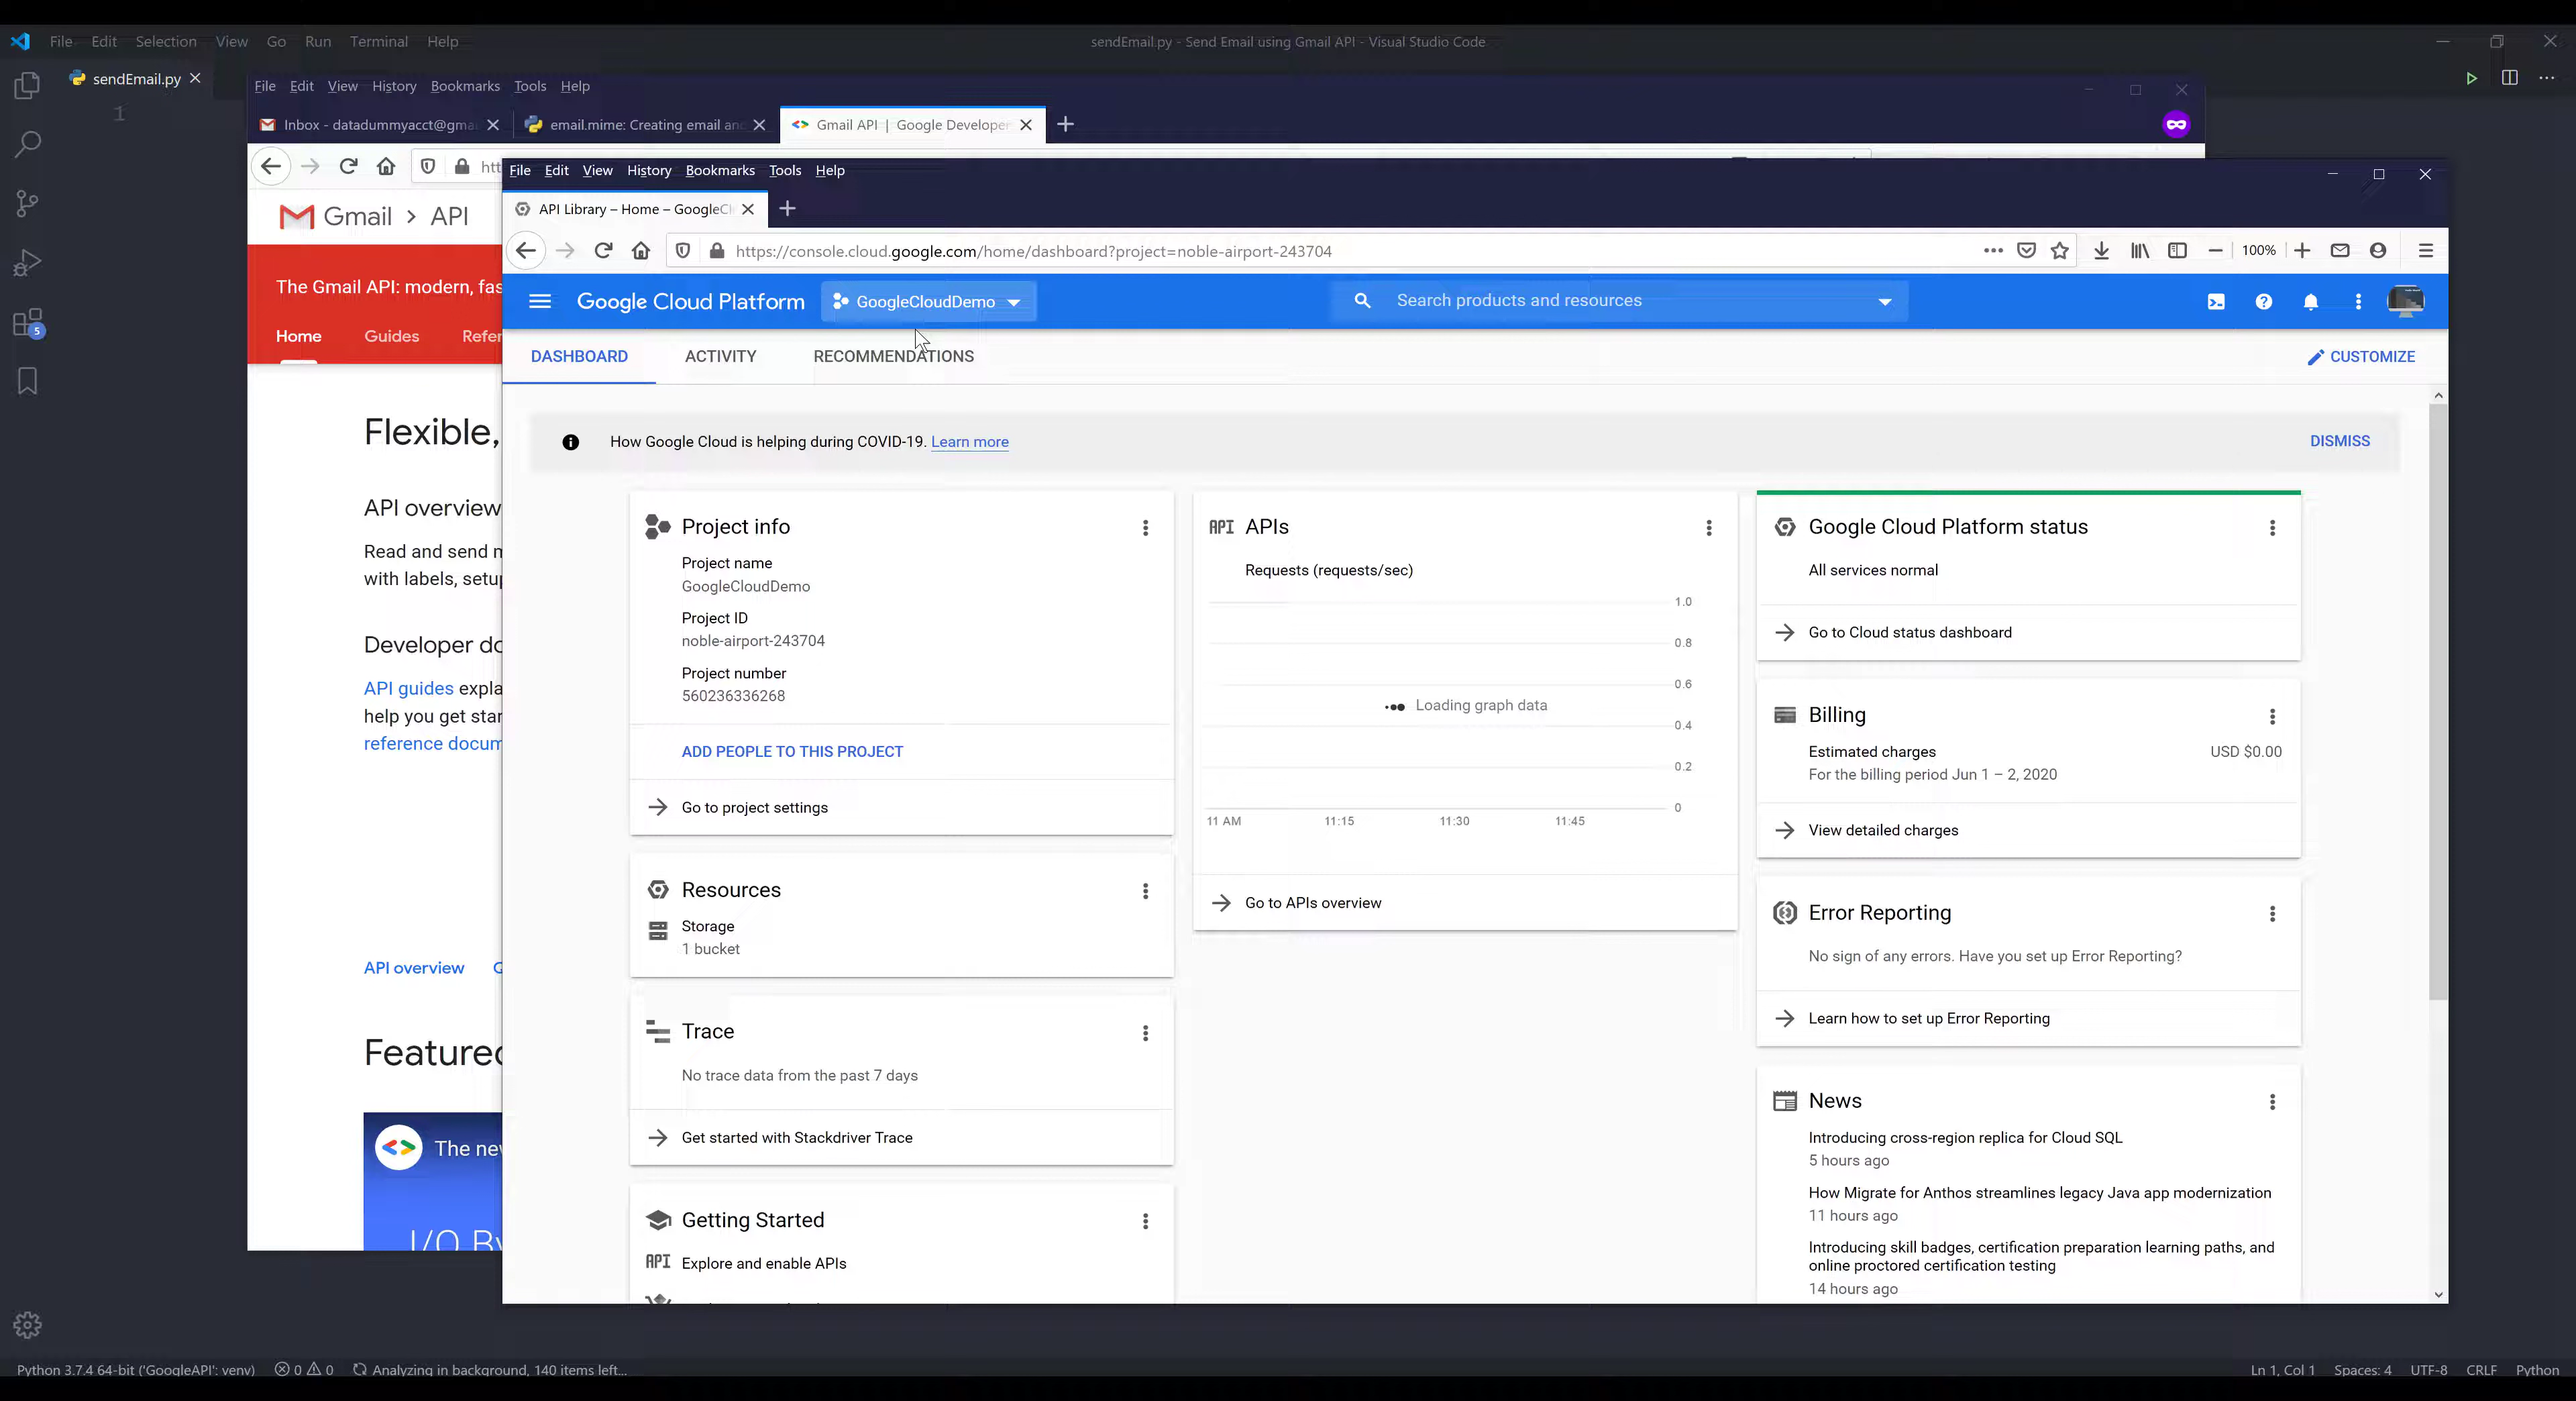 File Edit Selection View Go Run Terminal Help
sendEmail.py - Send Email using Gmail API - Visual Studio Code
sendEmail.py
1
5
File Edit View History Bookmarks Tools Help
Inbox - datadummyacct@gma
email.mime: Creating email and
Gmail API | Google Developer
Gmail > API
The Gmail API: modern, fas
Home Guides Refer
Flexible,
API overview
Read and send m
with labels, setup
Developer do
API guides expla
help you get star
reference docum
API overview
Featured
The new
I/O By
File Edit View History Bookmarks Tools Help
API Library – Home – GoogleCl
https://console.cloud.google.com/home/dashboard?project=noble-airport-243704
100%
Google Cloud Platform
GoogleCloudDemo
Search products and resources
DASHBOARD ACTIVITY RECOMMENDATIONS
CUSTOMIZE
How Google Cloud is helping during COVID-19. Learn more
DISMISS
Project info
Project name
GoogleCloudDemo
Project ID
noble-airport-243704
Project number
560236336268
ADD PEOPLE TO THIS PROJECT
Go to project settings
Resources
Storage
1 bucket
Trace
No trace data from the past 7 days
Get started with Stackdriver Trace
Getting Started
API Explore and enable APIs
API APIs
Requests (requests/sec)
1.0
0.8
0.6
Loading graph data
0.4
0.2
0
11 AM 11:15 11:30 11:45
Go to APIs overview
Google Cloud Platform status
All services normal
Go to Cloud status dashboard
Billing
Estimated charges USD $0.00
For the billing period Jun 1 – 2, 2020
View detailed charges
Error Reporting
No sign of any errors. Have you set up Error Reporting?
Learn how to set up Error Reporting
News
Introducing cross-region replica for Cloud SQL
5 hours ago
How Migrate for Anthos streamlines legacy Java app modernization
11 hours ago
Introducing skill badges, certification preparation learning paths, and
online proctored certification testing
14 hours ago
Python 3.7.4 64-bit ('GoogleAPI': venv) 0 0 Analyzing in background, 140 items left...
Ln 1, Col 1 Spaces: 4 UTF-8 CRLF Python